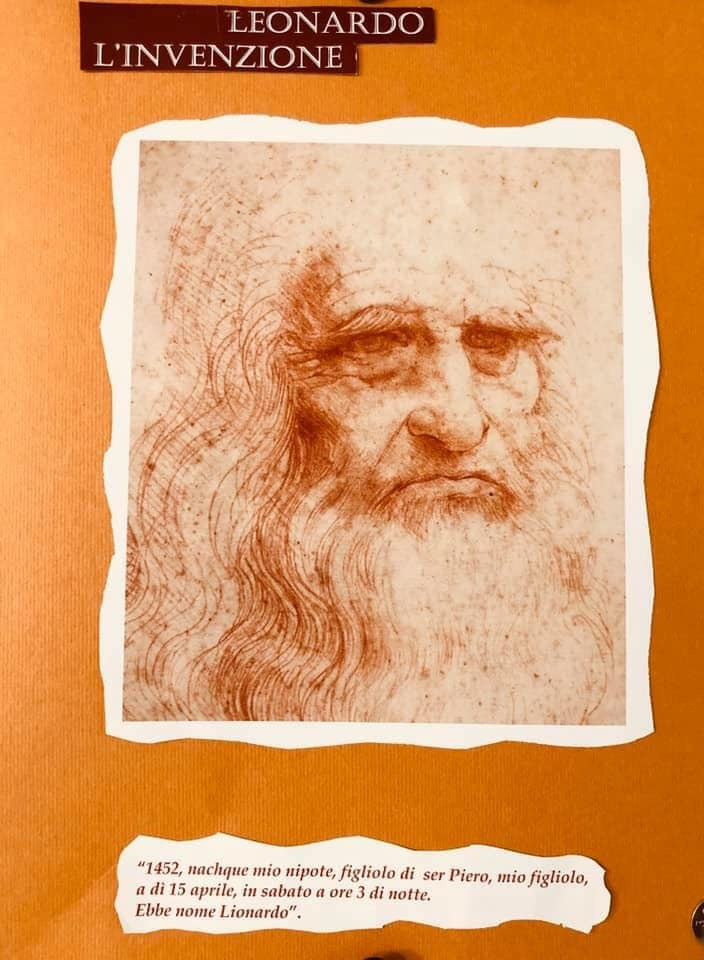 LEONARDO
L'INVENZIONE
“1452, nachque mio nipote, figliolo di ser Piero, mio figliolo,
a dì 15 aprile, in sabato a ore 3 di notte.
Ebbe nome Lionardo”.